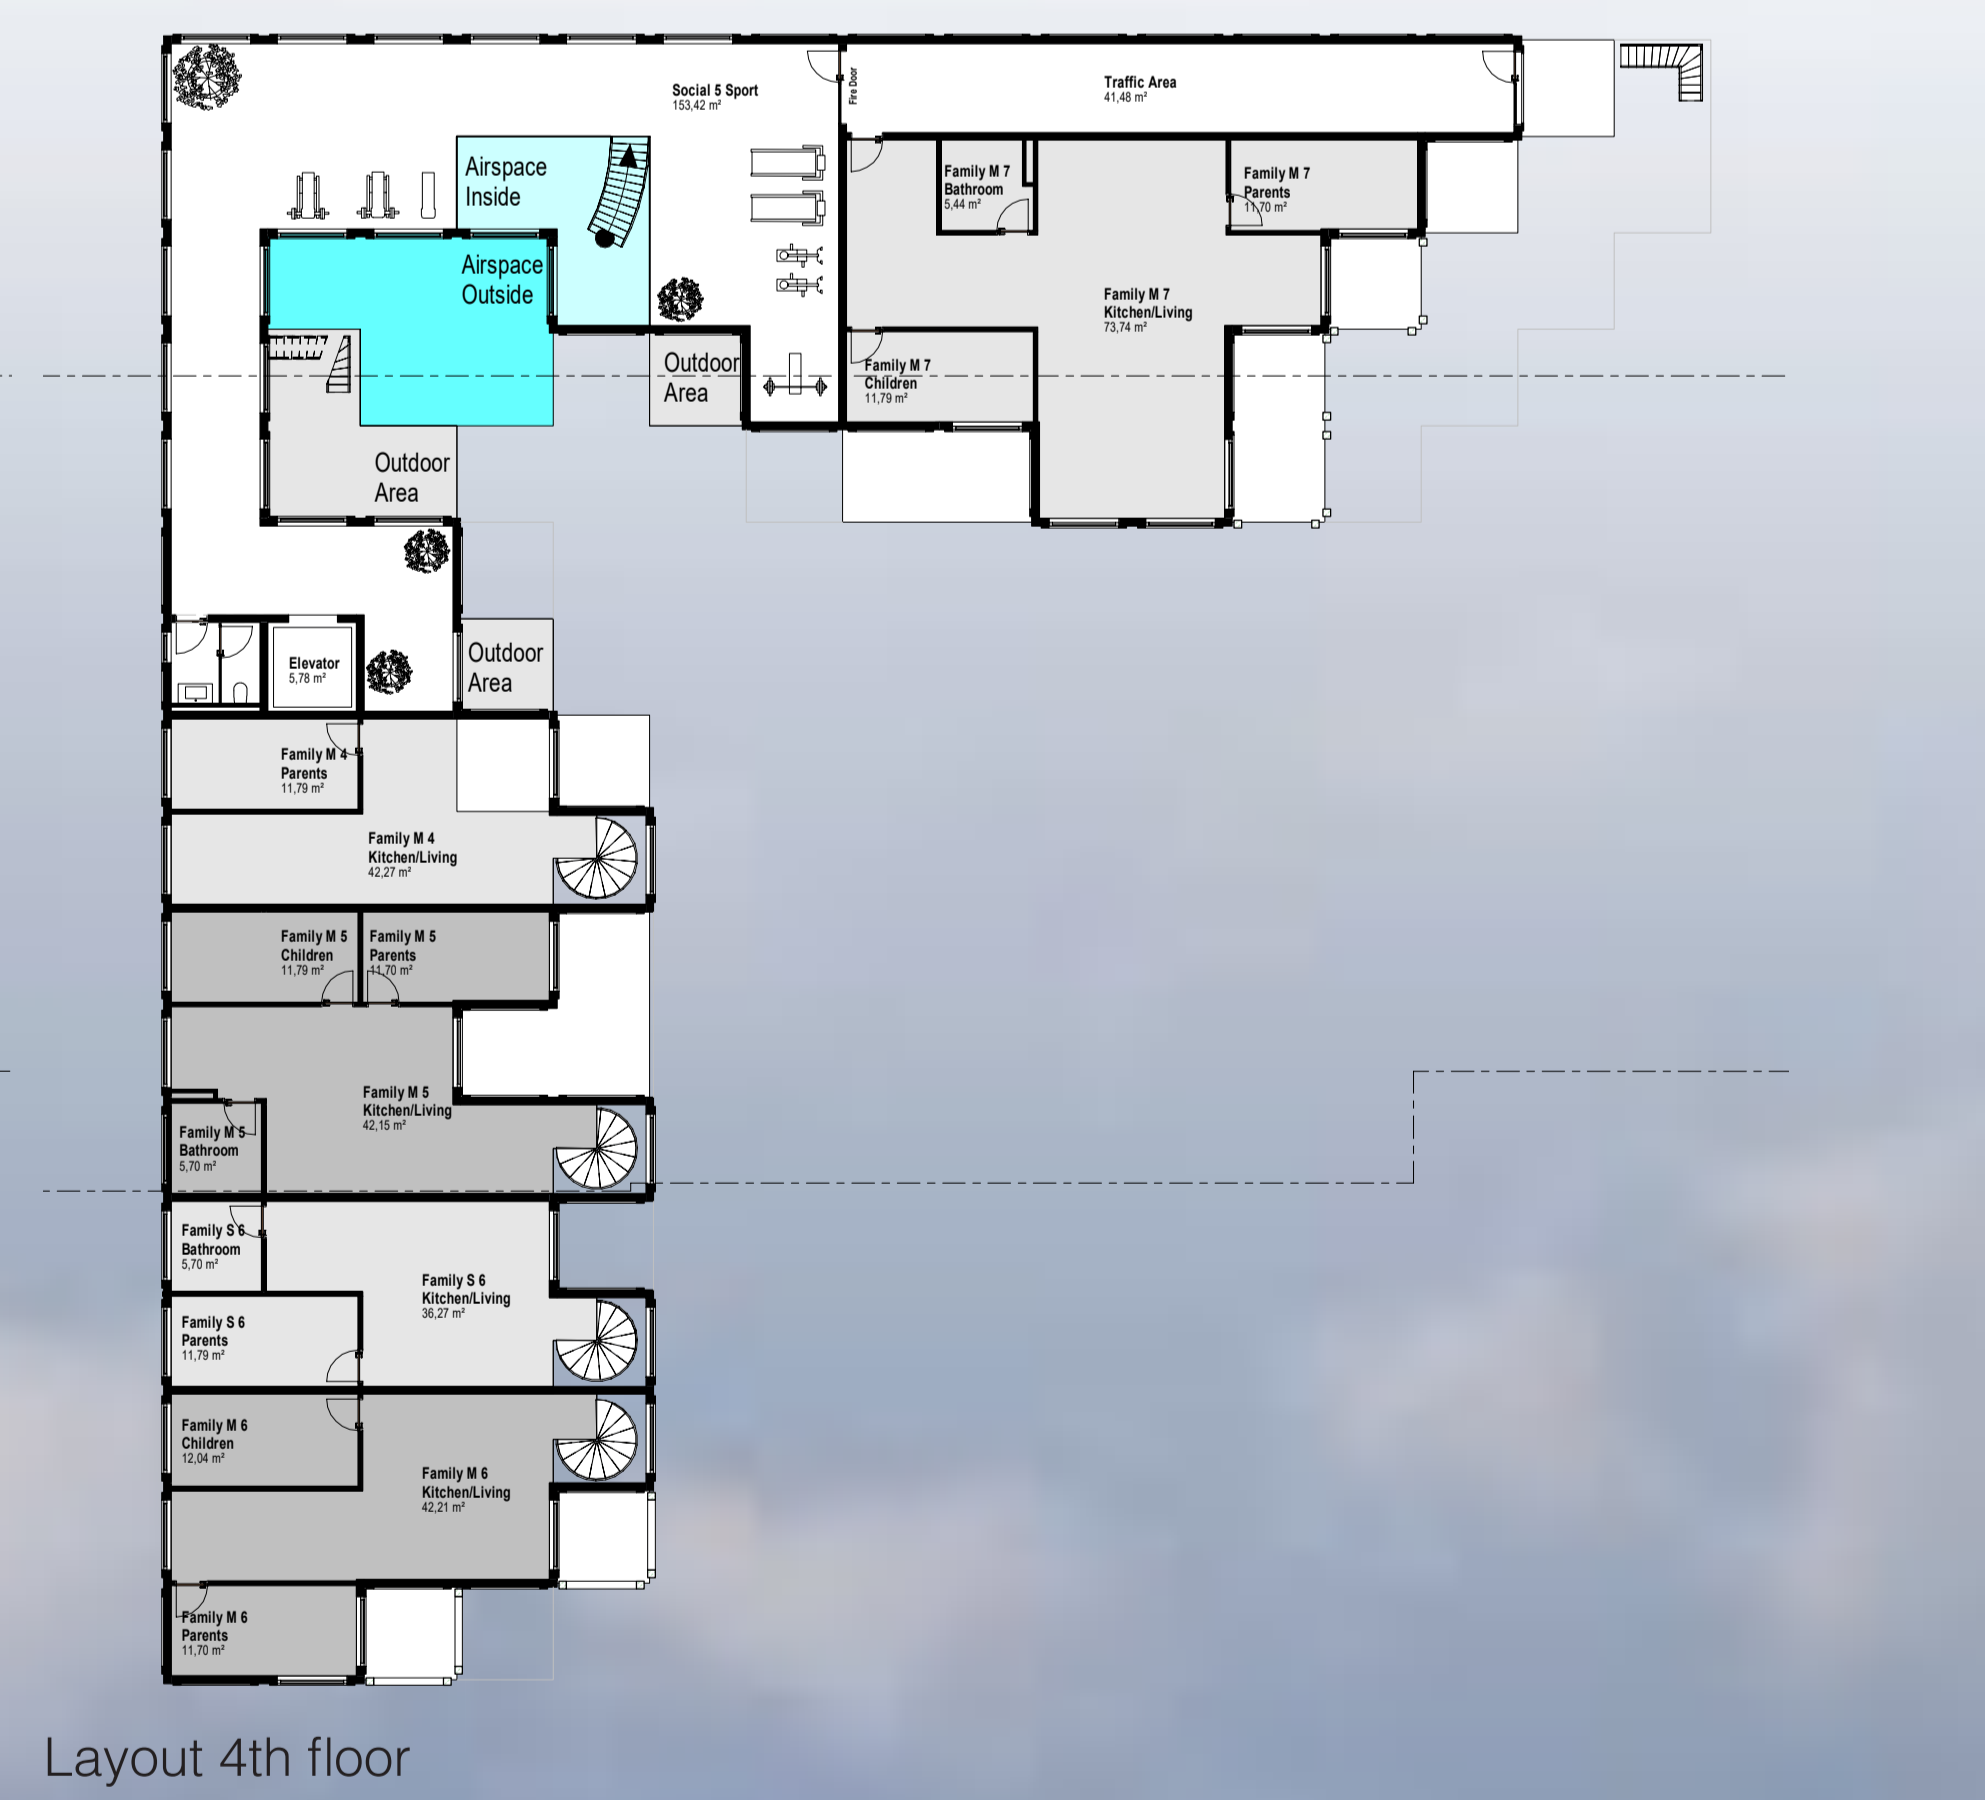 Social 5 Sport
153,42 m²
Fire Door
Traffic Area
41,48 m²
Airspace
Inside
Family M 7
Bathroom
5,44 m²
Family M 7
Parents
11,70 m²
Airspace
Outside
Family M 7
Kitchen/Living
73,74 m²
Outdoor
Area
Family M 7
Children
11,79 m²
Outdoor
Area
Elevator
5,78 m²
Outdoor
Area
Family M 4
Parents
11,79 m²
Family M 4
Kitchen/Living
42,27 m²
Family M 5
Children
11,79 m²
Family M 5
Parents
11,70 m²
Family M 5
Kitchen/Living
42,15 m²
Family M 5
Bathroom
5,70 m²
Family S 6
Bathroom
5,70 m²
Family S 6
Kitchen/Living
36,27 m²
Family S 6
Parents
11,79 m²
Family M 6
Children
12,04 m²
Family M 6
Kitchen/Living
42,21 m²
Family M 6
Parents
11,70 m²
Layout 4th floor